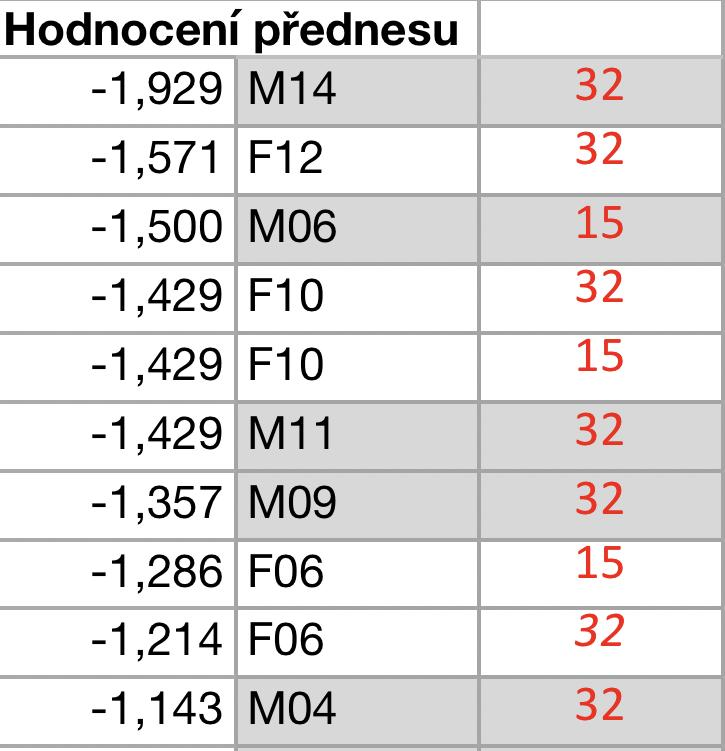 Hodnocení přednesu
-1,929 M14 32
-1,571 F12 32
-1,500 M06 15
-1,429 F10 32
-1,429 F10 15
-1,429 M11 32
-1,357 M09 32
-1,286 F06 15
-1,214 F06 32
-1,143 M04 32